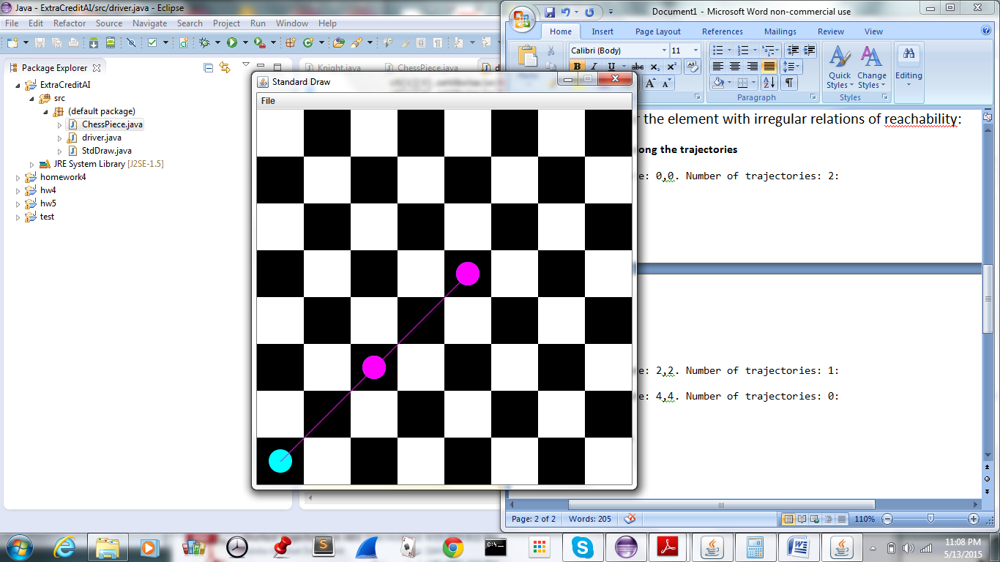 Java - ExtraCreditAI/src/driver.java - Eclipse
File Edit Refactor Source Navigate Search Project Run Window Help
Package Explorer
ExtraCreditAI
src
(default package)
ChessPiece.java
driver.java
StdDraw.java
JRE System Library [J2SE-1.5]
homework4
hw4
hw5
test
Knight.java ChessPiece.java d
Standard Draw
File
Document1 - Microsoft Word non-commercial use
Home Insert Page Layout References Mailings Review View
Calibri (Body) 11
B I U abc x₂ x²
A A
Quick Styles Change Styles Editing
Paragraph Styles
r the element with irregular relations of reachability:
ong the trajectories
e: 0,0. Number of trajectories: 2:
e: 2,2. Number of trajectories: 1:
e: 4,4. Number of trajectories: 0:
Page: 2 of 2 Words: 205 110%
11:08 PM
5/13/2015